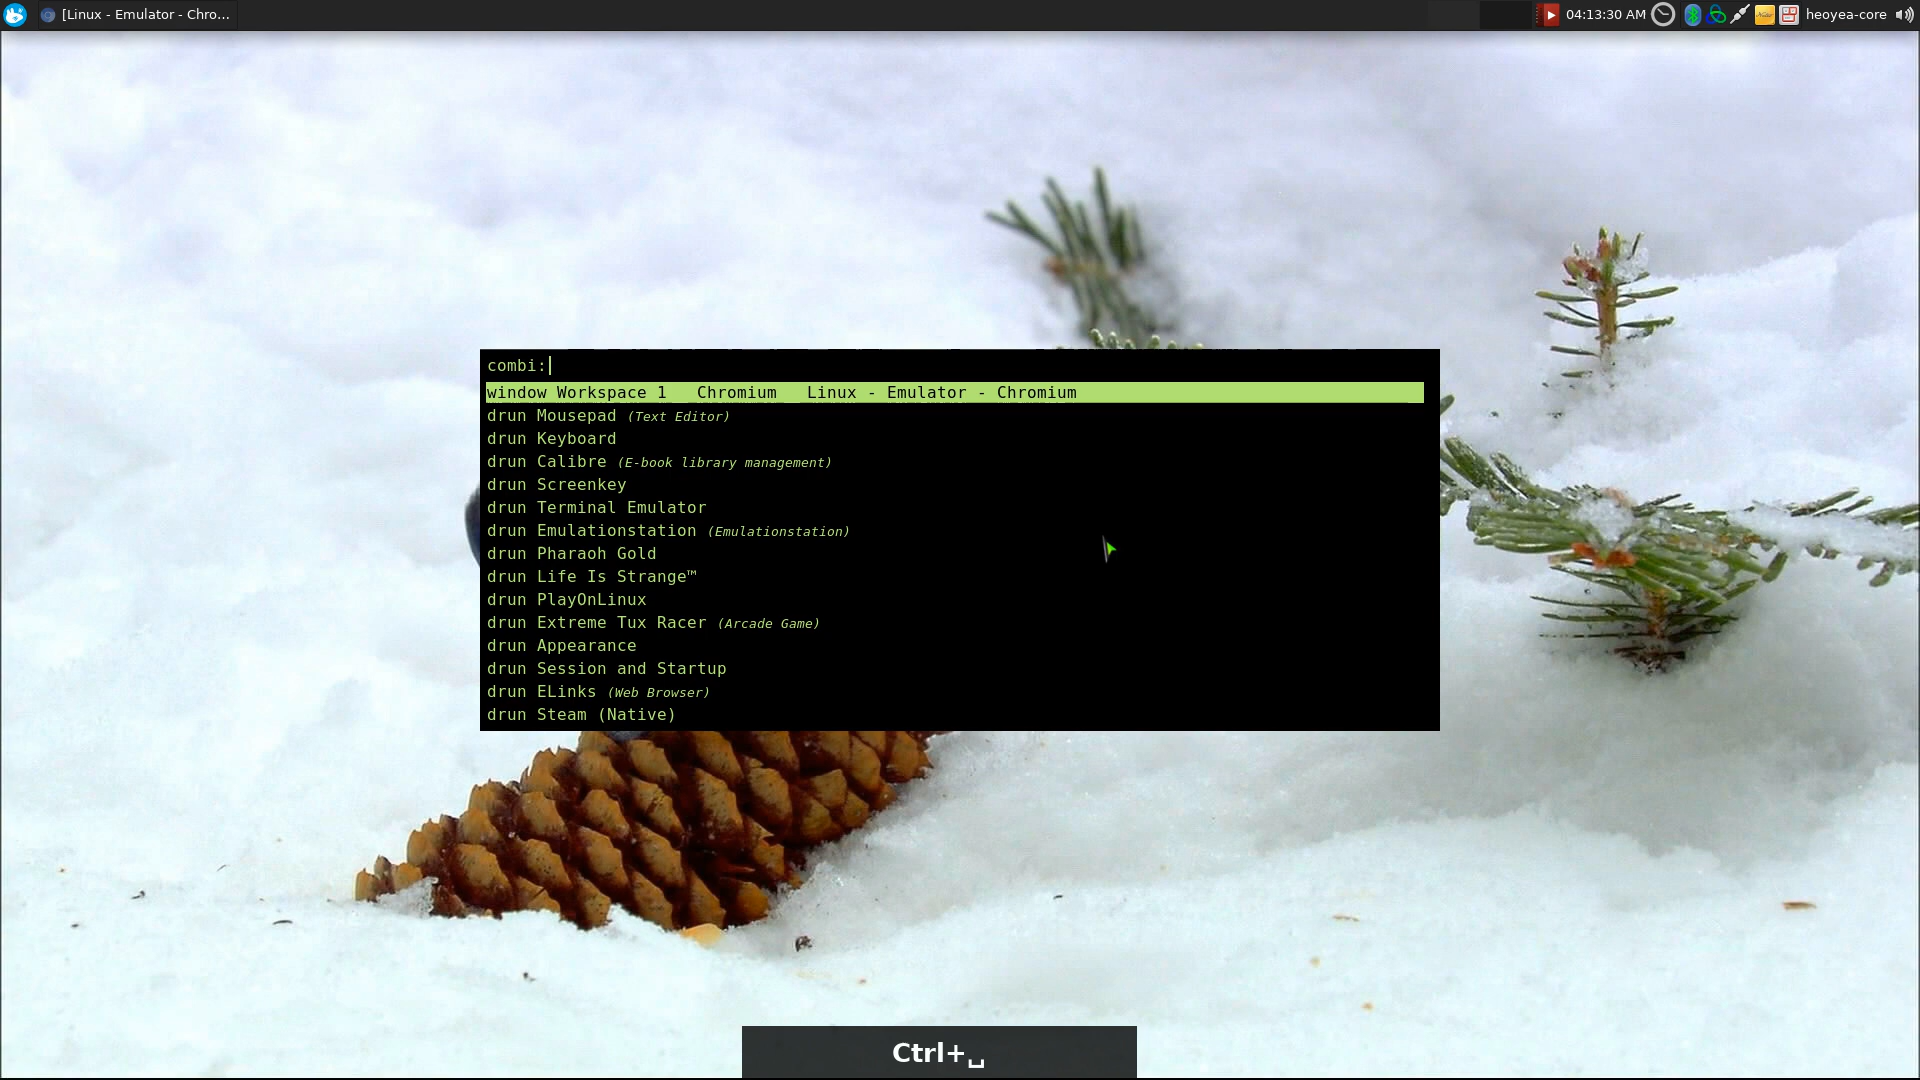 [Linux - Emulator - Chro...
04:13:30 AM
heoyea-core
combi:
window Workspace 1 Chromium Linux - Emulator - Chromium
drun Mousepad (Text Editor)
drun Keyboard
drun Calibre (E-book library management)
drun Screenkey
drun Terminal Emulator
drun Emulationstation (Emulationstation)
drun Pharaoh Gold
drun Life Is Strange™
drun PlayOnLinux
drun Extreme Tux Racer (Arcade Game)
drun Appearance
drun Session and Startup
drun ELinks (Web Browser)
drun Steam (Native)
Ctrl+␣